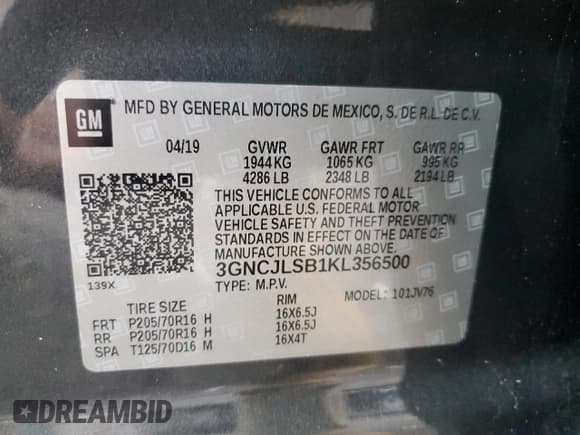 GM
MFD BY GENERAL MOTORS DE MEXICO, S. DE R.L. DE C.V.
04/19 GVWR GAWR FRT GAWR RR
1944 KG 1065 KG 995 KG
4286 LB 2348 LB 2194 LB
THIS VEHICLE CONFORMS TO ALL
APPLICABLE U.S. FEDERAL MOTOR
VEHICLE SAFETY AND THEFT PREVENTION
STANDARDS IN EFFECT ON THE DATE OF
MANUFACTURE SHOWN ABOVE.
3GNCJLSB1KL356500
139X
TYPE: M.P.V. MODEL: 101JV76
TIRE SIZE RIM
FRT P205/70R16 H 16X6.5J
RR P205/70R16 H 16X6.5J
SPA T125/70D16 M 16X4T
DREAMBID